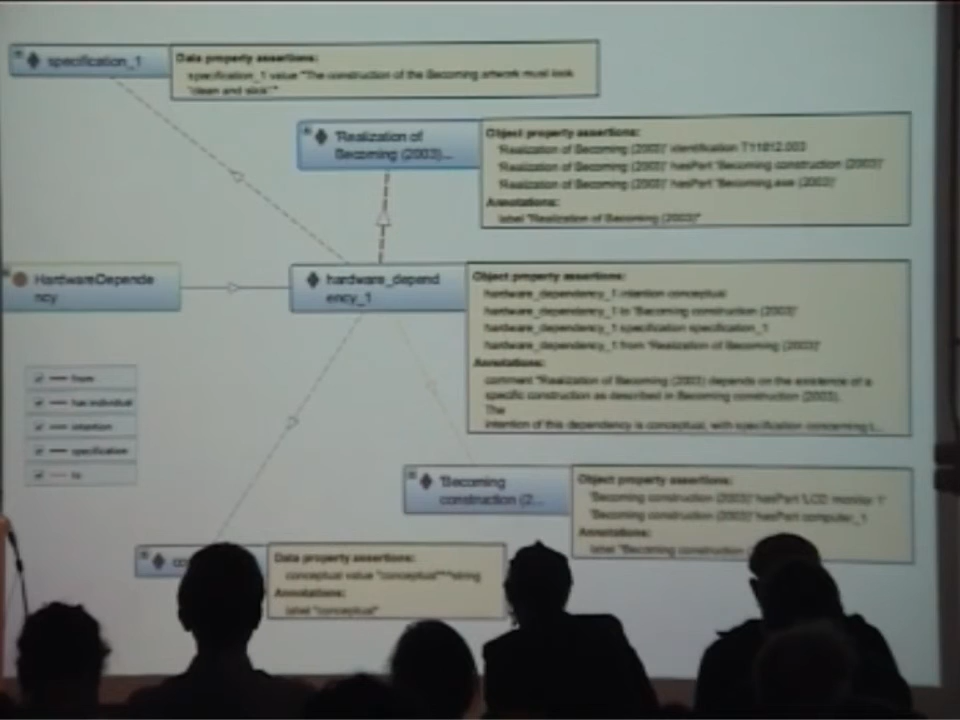 specification_1
Data property assertions:
specification_1 value "The construction of the Becoming artwork must look
'clean and slick'"
'Realization of
Becoming (2003)...
Object property assertions:
'Realization of Becoming (2003)' identification T11812.003
'Realization of Becoming (2003)' hasPart 'Becoming construction (2003)'
'Realization of Becoming (2003)' hasPart 'Becoming.exe (2003)'
Annotations:
label "Realization of Becoming (2003)"
HardwareDepende
ncy
hardware_depend
ency_1
Object property assertions:
hardware_dependency_1 intention conceptual
hardware_dependency_1 to 'Becoming construction (2003)'
hardware_dependency_1 specification specification_1
hardware_dependency_1 from 'Realization of Becoming (2003)'
Annotations:
comment "Realization of Becoming (2003) depends on the existence of a
specific construction as described in Becoming construction (2003).
The
intention of this dependency is conceptual, with specification concerning
from
has individual
intention
specification
to
'Becoming
construction (2...
Object property assertions:
'Becoming construction (2003)' hasPart 'LCD monitor 1'
'Becoming construction (2003)' hasPart computer_1
Annotations:
label "Becoming construction
Data property assertions:
conceptual value "conceptual"^^string
Annotations:
label "conceptual"